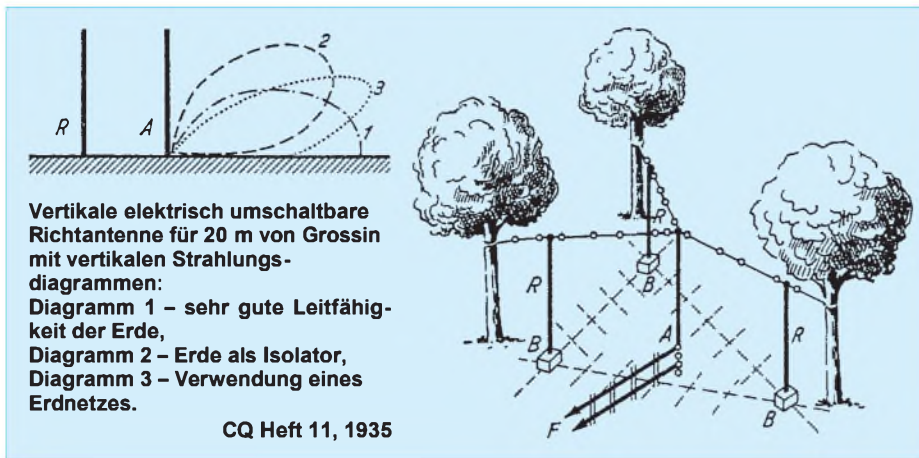 R
A
2
3
1
Vertikale elektrisch umschaltbare
Richtantenne für 20 m von Grossin
mit vertikalen Strahlungs-
diagrammen:
Diagramm 1 – sehr gute Leitfähig-
keit der Erde,
Diagramm 2 – Erde als Isolator,
Diagramm 3 – Verwendung eines
Erdnetzes.
CQ Heft 11, 1935
R
R
B
A
R
B
B
F